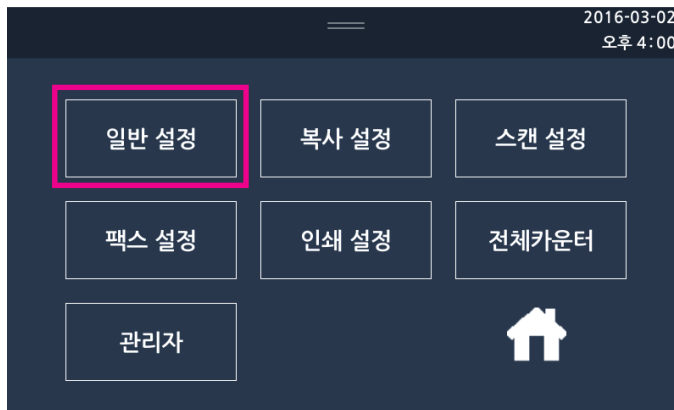 2016-03-02
오후 4:00
일반 설정
복사 설정
스캔 설정
팩스 설정
인쇄 설정
전체카운터
관리자